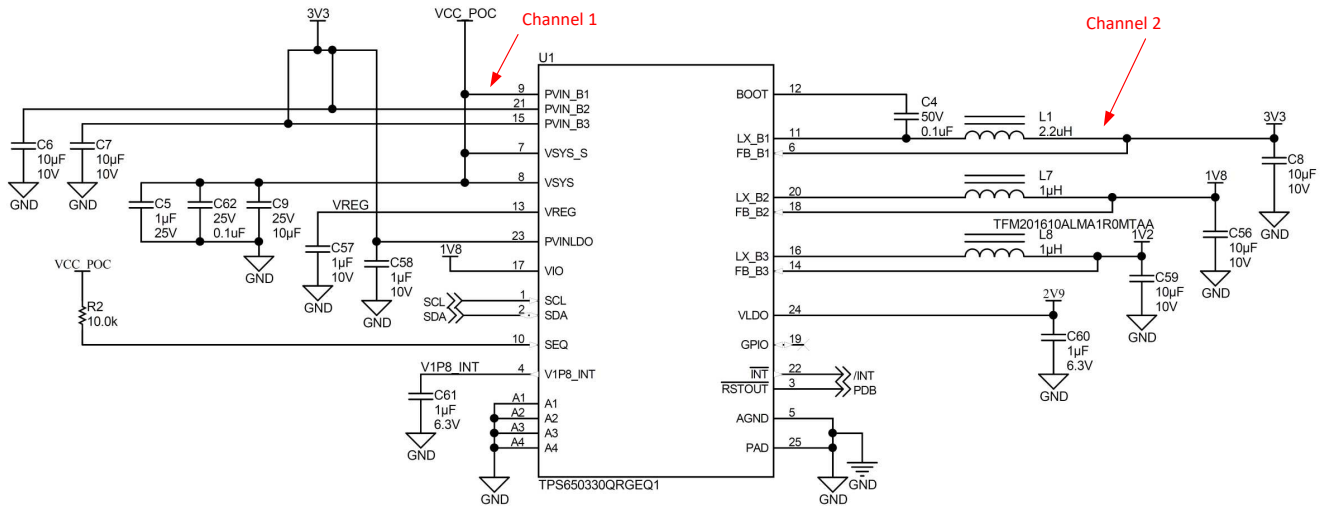 3V3
VCC_POC
Channel 1
Channel 2
U1
9 PVIN_B1
21 PVIN_B2
15 PVIN_B3
7 VSYS_S
8 VSYS
13 VREG
23 PVINLDO
17 VIO
1 SCL
2 SDA
10 SEQ
4 V1P8_INT
A1 A1
A2 A2
A3 A3
A4 A4
BOOT 12
LX_B1 11
FB_B1 6
LX_B2 20
FB_B2 18
LX_B3 16
FB_B3 14
VLDO 24
GPIO 19
INT 22
RSTOUT 3
AGND 5
PAD 25
TPS650330QRGEQ1
C6
10µF
10V
GND
C7
10µF
10V
GND
C5
1µF
25V
C62
25V
0.1uF
C9
25V
10µF
GND
VREG
C57
1µF
10V
GND
C58
1µF
10V
GND
1V8
VCC_POC
R2
10.0k
SCL
SDA
V1P8_INT
C61
1µF
6.3V
GND
GND
C4
50V
0.1uF
L1
2.2uH
3V3
C8
10µF
10V
GND
L7
1µH
1V8
TFM201610ALMA1R0MTAA
C56
10µF
10V
GND
L8
1µH
1V2
C59
10µF
10V
GND
2V9
C60
1µF
6.3V
GND
/INT
PDB
GND
GND